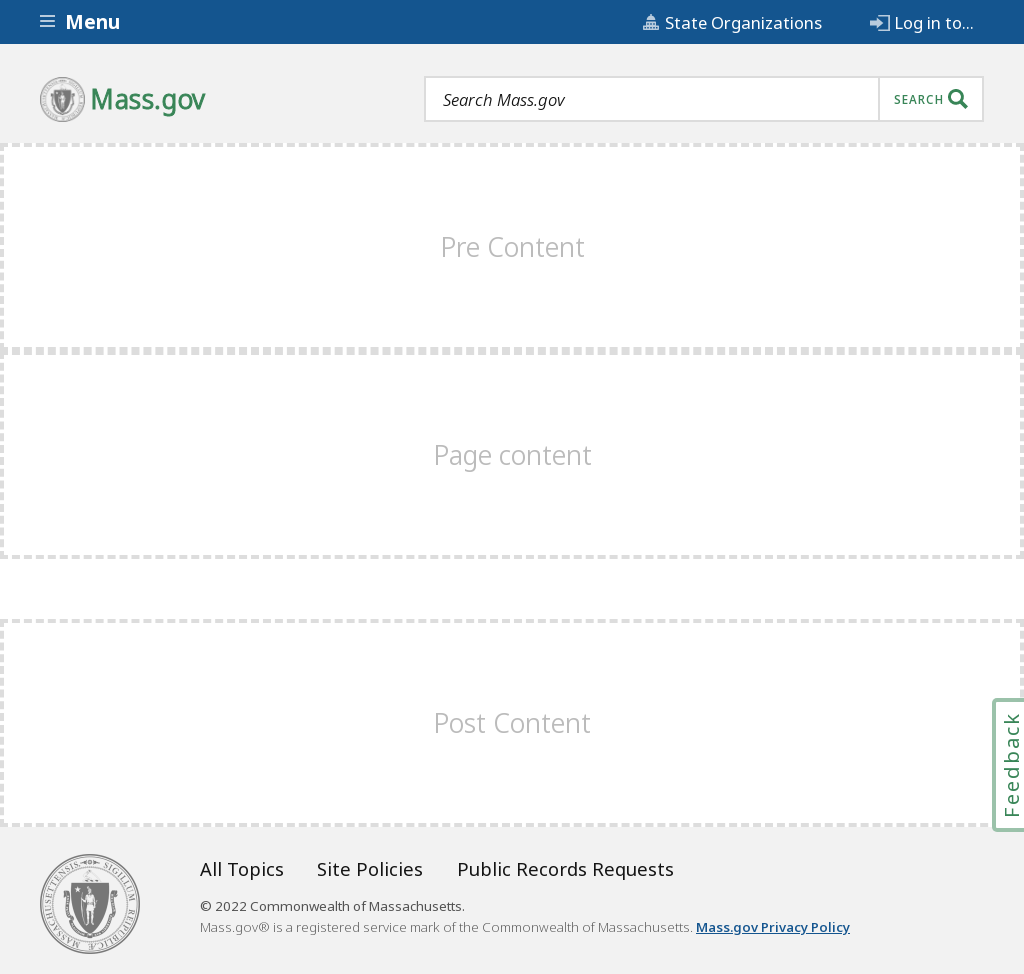 Menu
State Organizations
Log in to...
Mass.gov
Search Mass.gov
SEARCH
Pre Content
Page content
Post Content
Feedback
All Topics
Site Policies
Public Records Requests
© 2022 Commonwealth of Massachusetts.
Mass.gov® is a registered service mark of the Commonwealth of Massachusetts. Mass.gov Privacy Policy
SIGILLUM REIPUBLICÆ MASSACHUSETTENSIS